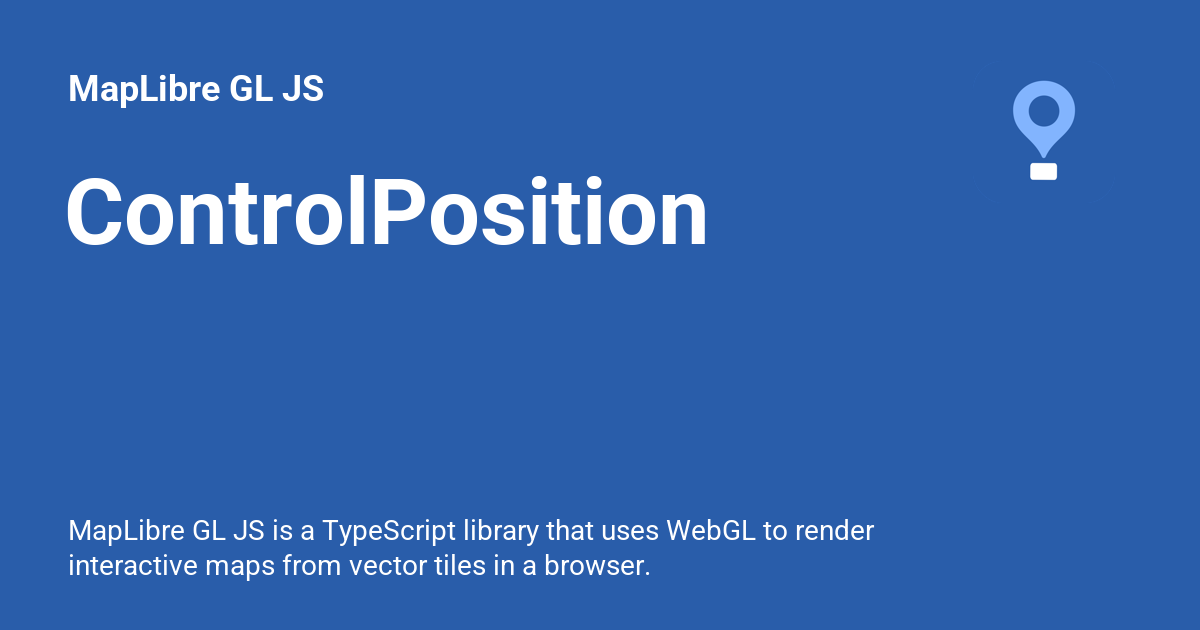 MapLibre GL JS
ControlPosition
MapLibre GL JS is a TypeScript library that uses WebGL to render
interactive maps from vector tiles in a browser.